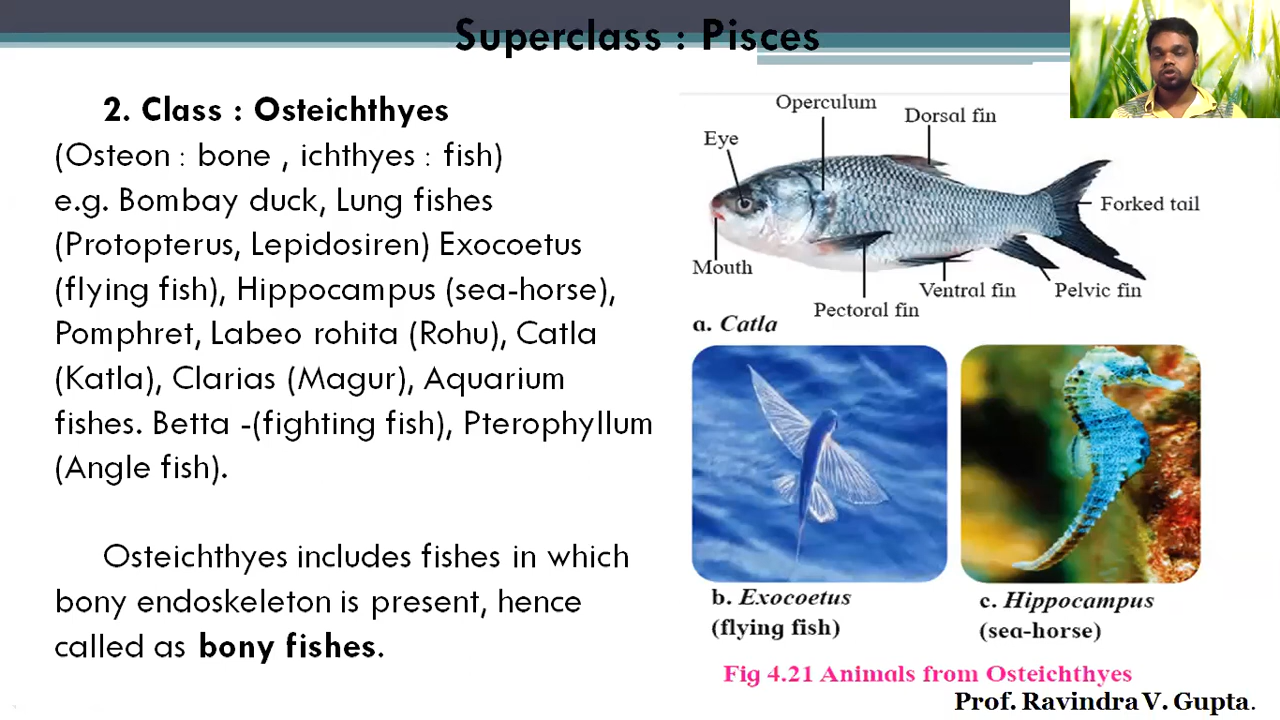 Superclass : Pisces
2. Class : Osteichthyes
(Osteon : bone , ichthyes : fish)
e.g. Bombay duck, Lung fishes
(Protopterus, Lepidosiren) Exocoetus
(flying fish), Hippocampus (sea-horse),
Pomphret, Labeo rohita (Rohu), Catla
(Katla), Clarias (Magur), Aquarium
fishes. Betta -(fighting fish), Pterophyllum
(Angle fish).
Osteichthyes includes fishes in which
bony endoskeleton is present, hence
called as bony fishes.
Operculum
Dorsal fin
Eye
Forked tail
Mouth
Ventral fin
Pelvic fin
Pectoral fin
a. Catla
b. Exocoetus
(flying fish)
c. Hippocampus
(sea-horse)
Fig 4.21 Animals from Osteichthyes
Prof. Ravindra V. Gupta.